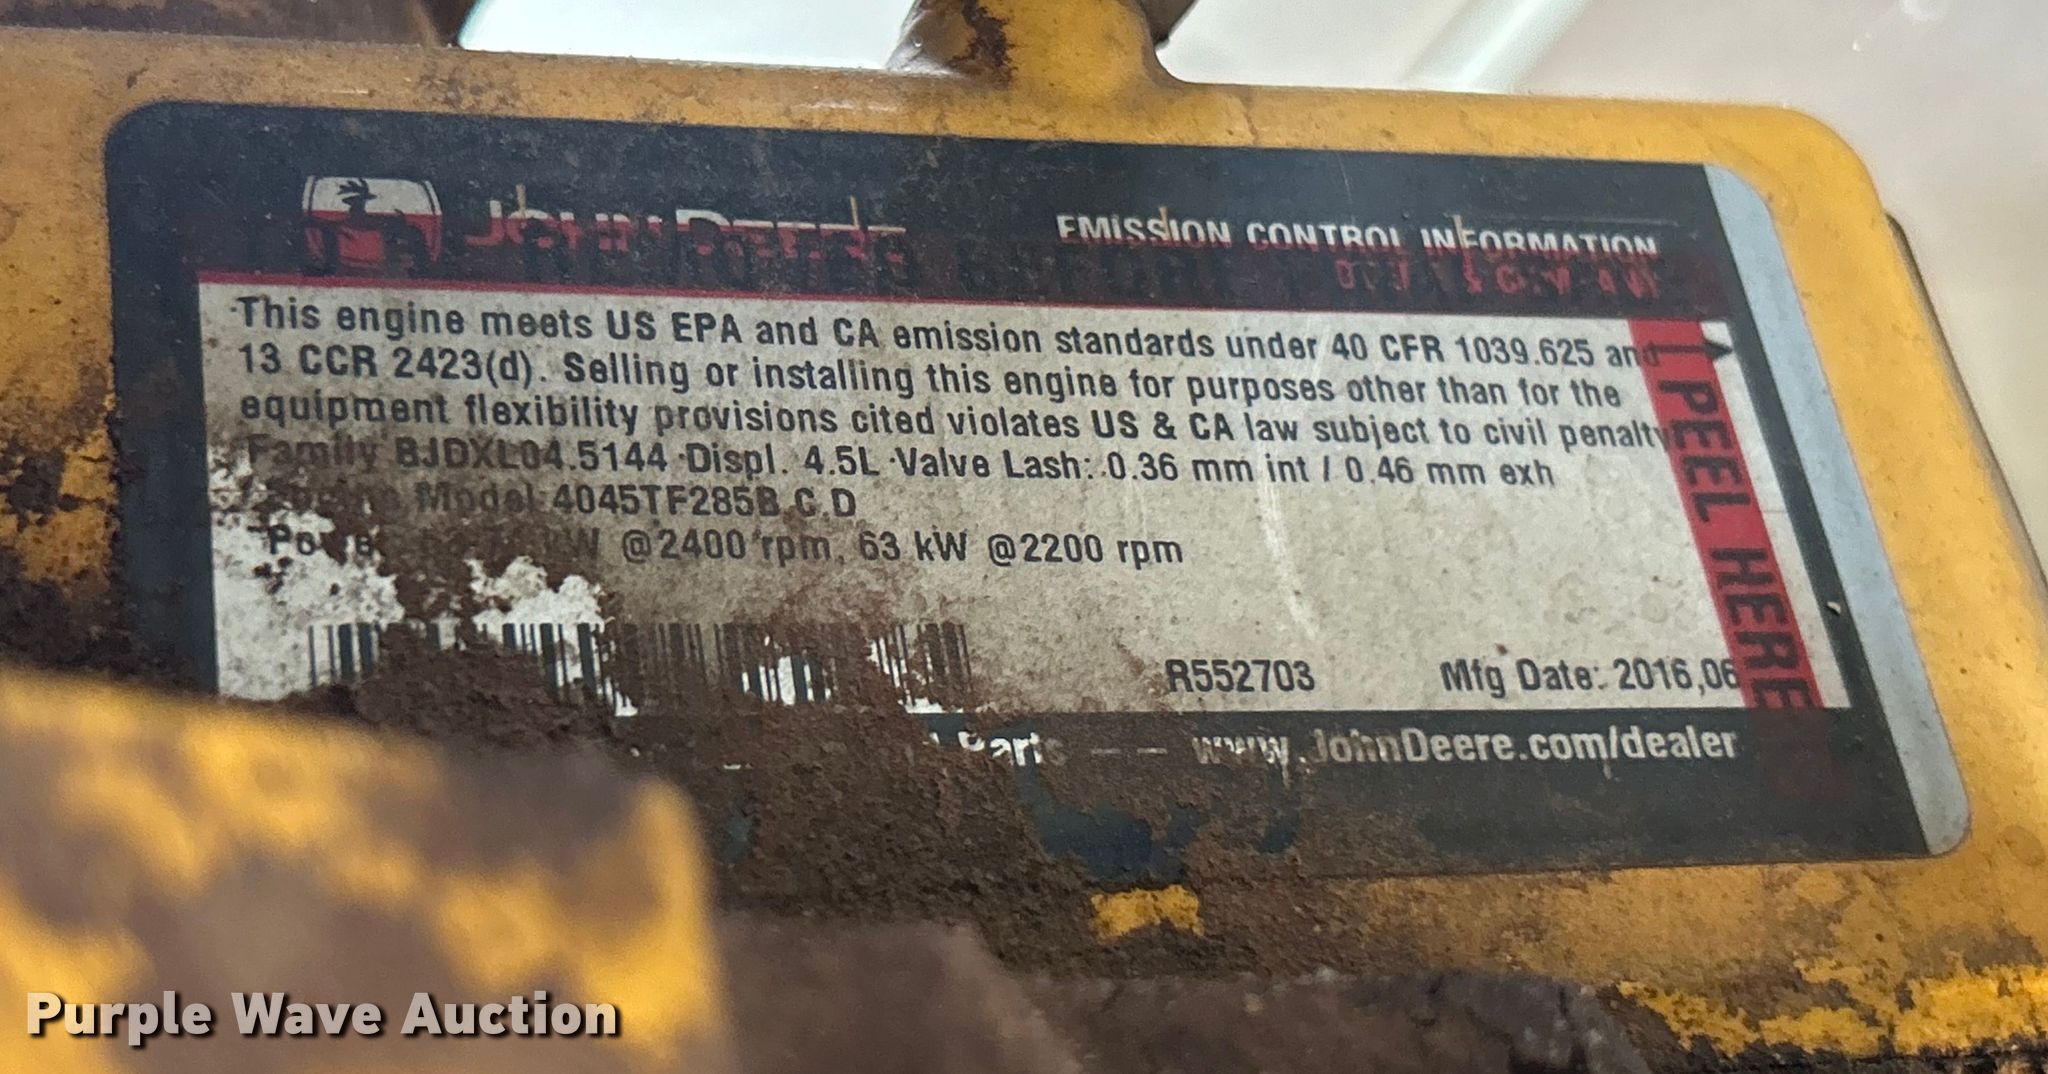 JOHN DEERE
EMISSION CONTROL INFORMATION
This engine meets US EPA and CA emission standards under 40 CFR 1039.625 and
13 CCR 2423(d). Selling or installing this engine for purposes other than for the
equipment flexibility provisions cited violates US & CA law subject to civil penalty
Family BJDXL04.5144 Displ. 4.5L Valve Lash: 0.36 mm int / 0.46 mm exh
Engine Model 4045TF285B,C,D
Power kW @2400 rpm, 63 kW @2200 rpm
R552703 Mfg Date: 2016,06
Parts — — www.JohnDeere.com/dealer
PEEL HERE
Purple Wave Auction